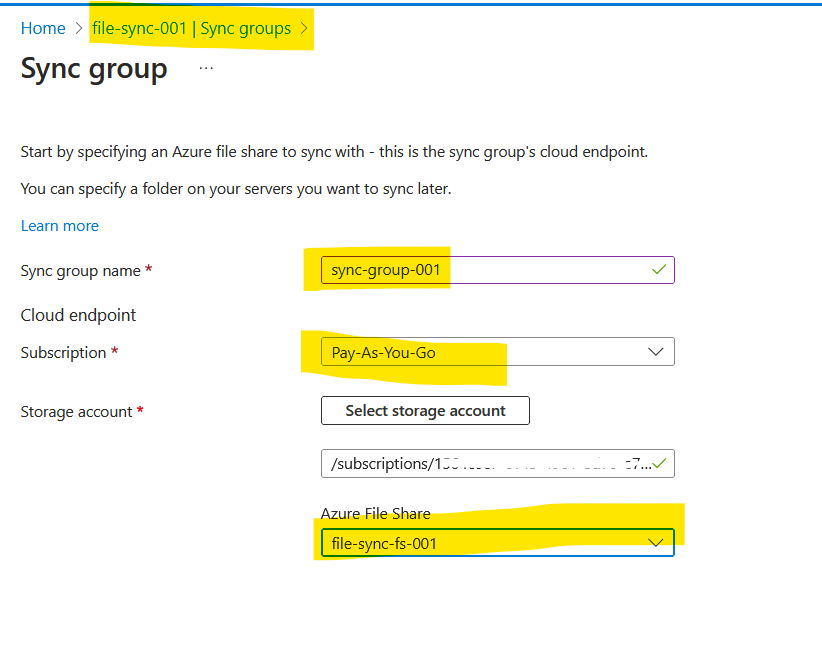 Home > file-sync-001 | Sync groups >
Sync group ...
Start by specifying an Azure file share to sync with - this is the sync group's cloud endpoint.
You can specify a folder on your servers you want to sync later.
Learn more
Sync group name * sync-group-001
Cloud endpoint
Subscription * Pay-As-You-Go
Storage account * Select storage account
/subscriptions/1
Azure File Share
file-sync-fs-001